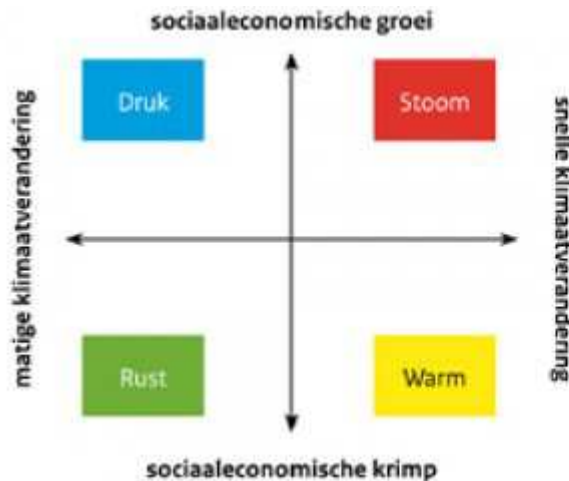 sociaaleconomische groei
Druk
Stoom
matige klimaatverandering
snelle klimaatverandering
Rust
Warm
sociaaleconomische krimp